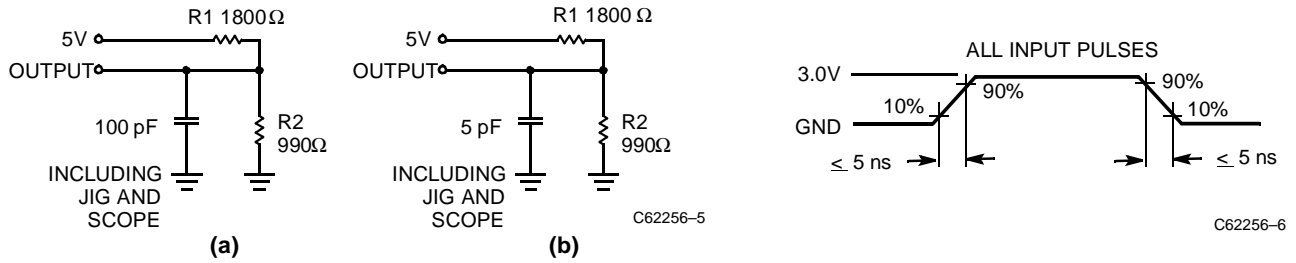 R1 1800 Ω
5V
OUTPUT
100 pF
R2
990Ω
INCLUDING
JIG AND
SCOPE
(a)
R1 1800 Ω
5V
OUTPUT
5 pF
R2
990Ω
INCLUDING
JIG AND
SCOPE
C62256–5
(b)
ALL INPUT PULSES
3.0V
90%
90%
10%
10%
GND
≤ 5 ns
≤ 5 ns
C62256–6